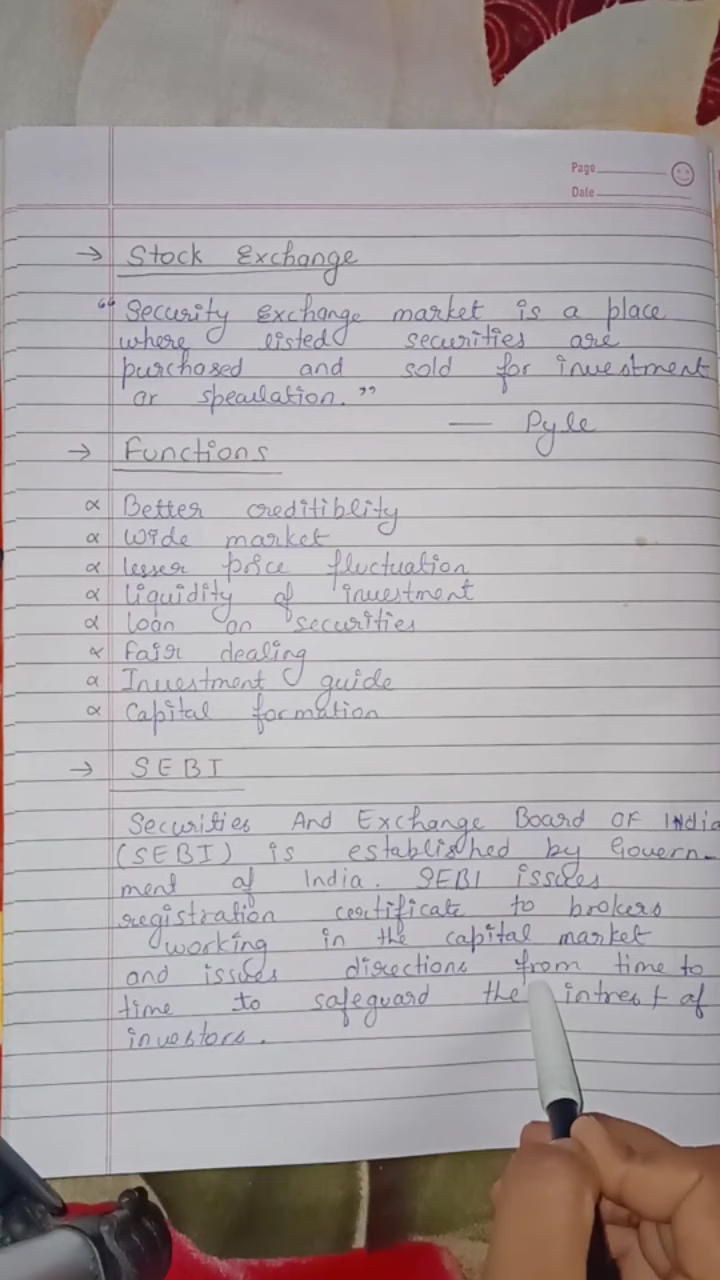 Page
Date
→ Stock Exchange
“ Security Exchange market is a place
where listed securities are
purchased and sold for investment
or speculation. ”
— Pyle
→ Functions
α Better creditiblity
α Wide market
α lesser price fluctuation
α liquidity of investment
α loan on securities
α Fair dealing
α Investment guide
α Capital formation
→ SEBI
Securities And Exchange Board OF India
(SEBI) is established by Govern-
ment of India. SEBI issues
registration certificate to brokers
working in the capital market
and issues directions from time to
time to safeguard the intrest of
investors.